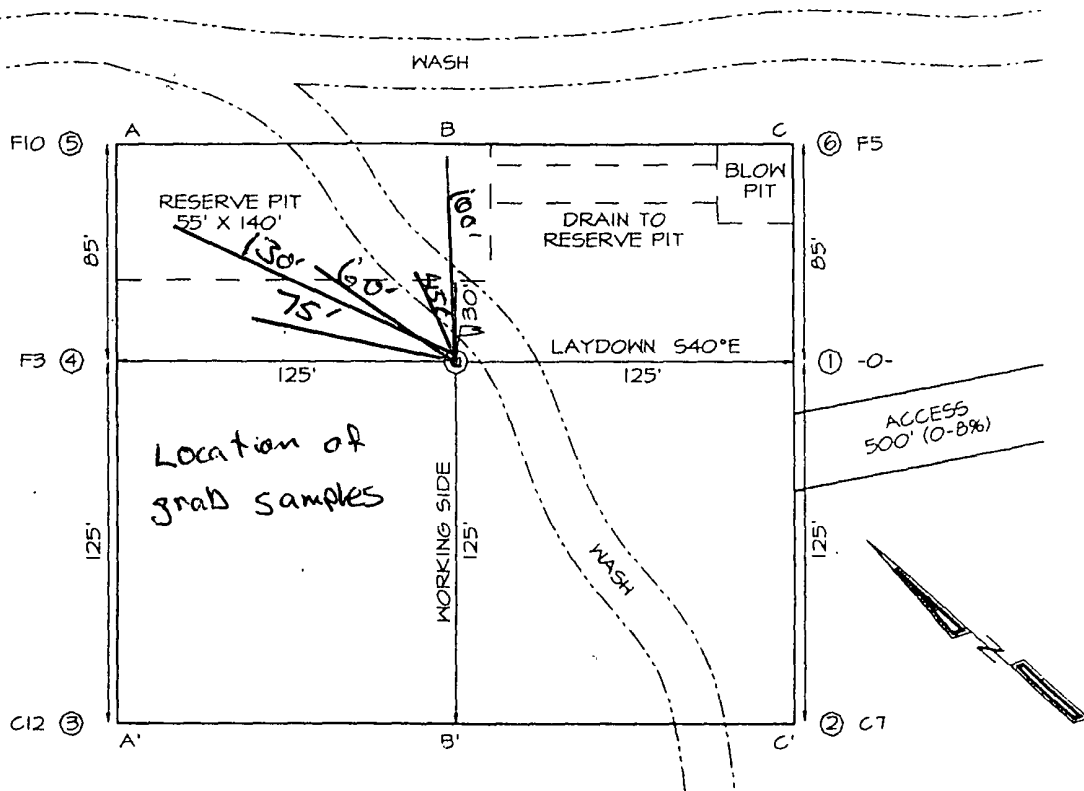 WASH
A B C
F10 ⑤ ⑥ F5
RESERVE PIT
55' X 140'
BLOW
PIT
DRAIN TO
RESERVE PIT
85' 85'
130'
60'
75'
45'
30'
LAYDOWN S40°E
F3 ④ ① -0-
125' 125'
ACCESS
500' (0-8%)
Location of
grab samples
WORKING SIDE
125' 125' 125'
WASH
N
C12 ③ ② C7
A' B' C'